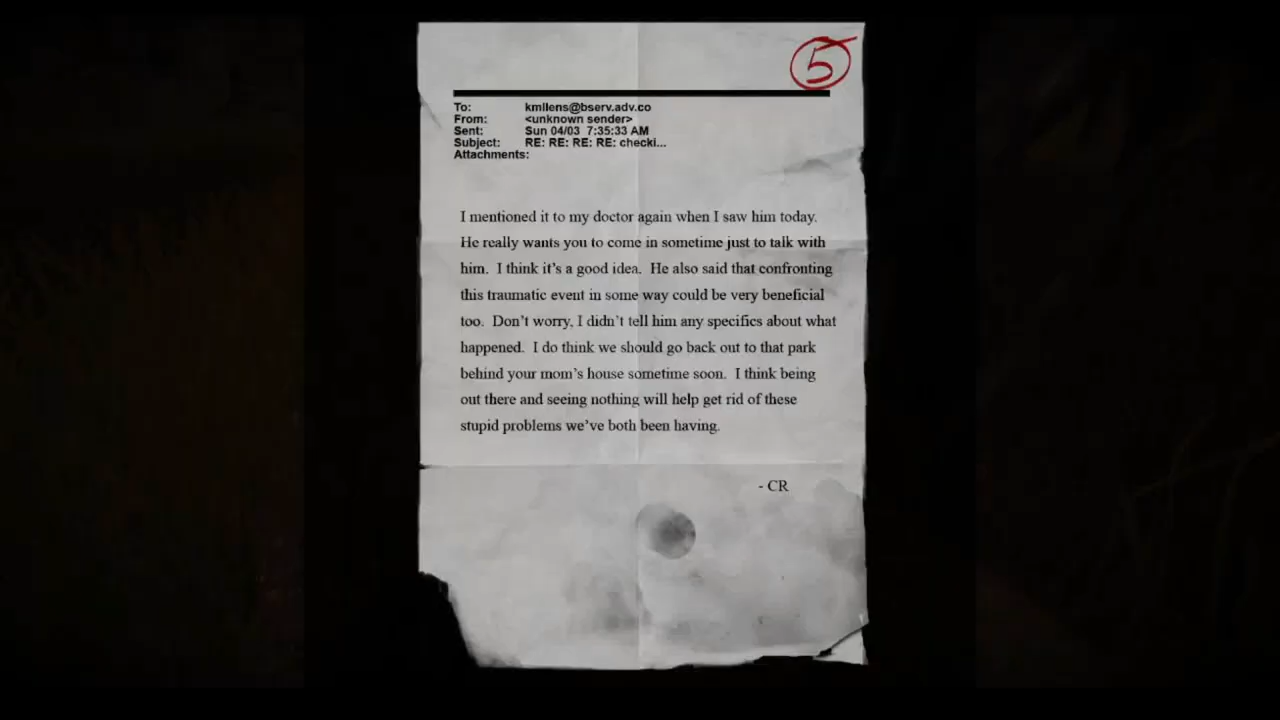 5
To: kmilens@bserv.adv.co
From: <unknown sender>
Sent: Sun 04/03 7:35:33 AM
Subject: RE: RE: RE: RE: checki...
Attachments:
I mentioned it to my doctor again when I saw him today.
He really wants you to come in sometime just to talk with
him. I think it’s a good idea. He also said that confronting
this traumatic event in some way could be very beneficial
too. Don’t worry, I didn’t tell him any specifics about what
happened. I do think we should go back out to that park
behind your mom’s house sometime soon. I think being
out there and seeing nothing will help get rid of these
stupid problems we’ve both been having.
- CR